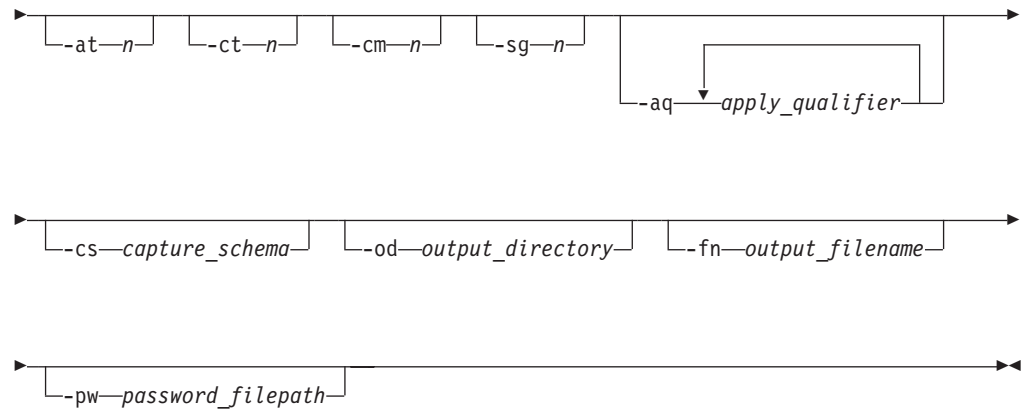 -at n -ct n -cm n -sg n
-aq apply_qualifier
-cs capture_schema -od output_directory -fn output_filename
-pw password_filepath